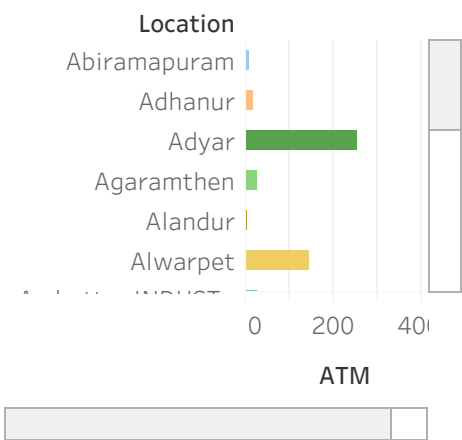 Location
Abiramapuram
Adhanur
Adyar
Agaramthen
Alandur
Alwarpet
0 200
ATM